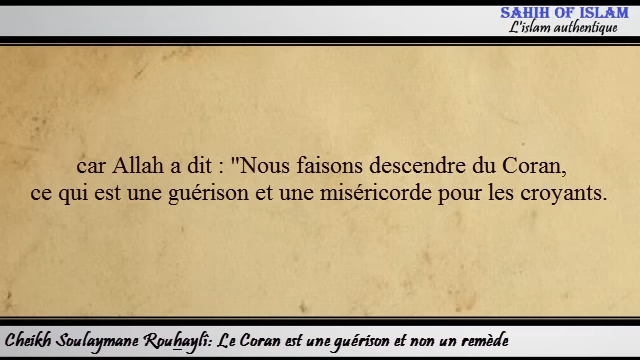 SAHIH OF ISLAM
L'islam authentique
car Allah a dit : "Nous faisons descendre du Coran,
ce qui est une guérison et une miséricorde pour les croyants.
Cheikh Soulaymane Rouhaylî: Le Coran est une guérison et non un remède